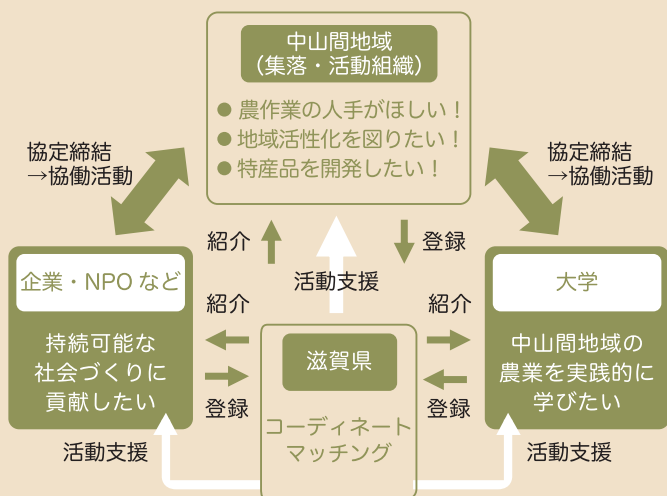 中山間地域
（集落・活動組織）
● 農作業の人手がほしい！
● 地域活性化を図りたい！
● 特産品を開発したい！
協定締結
→協働活動
協定締結
→協働活動
紹介
登録
活動支援
企業・NPO など
持続可能な
社会づくりに
貢献したい
紹介
登録
滋賀県
コーディネート
マッチング
紹介
登録
大学
中山間地域の
農業を実践的に
学びたい
活動支援
活動支援